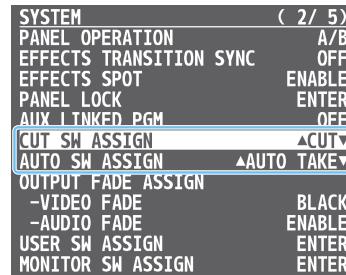 SYSTEM ( 2/ 5)
PANEL OPERATION A/B
EFFECTS TRANSITION SYNC OFF
EFFECTS SPOT ENABLE
PANEL LOCK ENTER
AUX LINKED PGM OFF
CUT SW ASSIGN ▲CUT▼
AUTO SW ASSIGN ▲AUTO TAKE▼
OUTPUT FADE ASSIGN
-VIDEO FADE BLACK
-AUDIO FADE ENABLE
USER SW ASSIGN ENTER
MONITOR SW ASSIGN ENTER